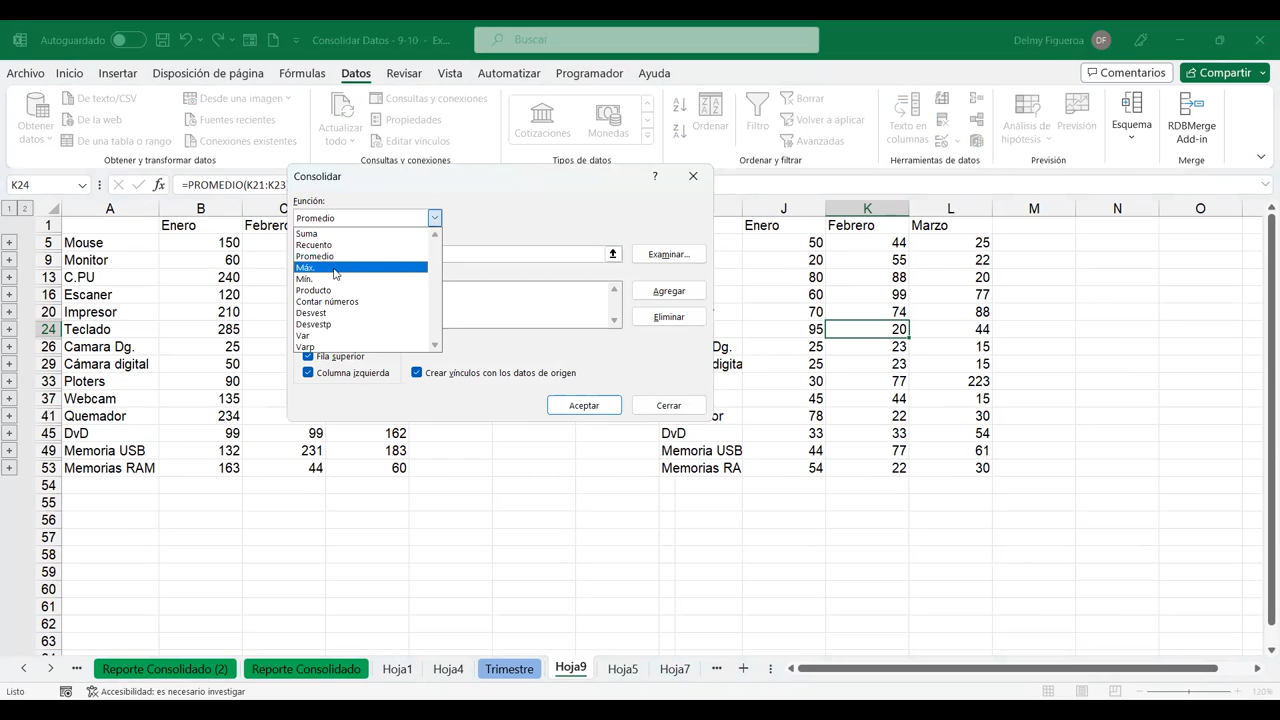 Autoguardado
Consolidar Datos - 9-10 - Ex...
Buscar
Delmy Figueroa DF
Archivo Inicio Insertar Disposición de página Fórmulas Datos Revisar Vista Automatizar Programador Ayuda
Comentarios Compartir
Obtener datos
De texto/CSV
De la web
De una tabla o rango
Desde una imagen
Fuentes recientes
Conexiones existentes
Obtener y transformar datos
Actualizar todo
Consultas y conexiones
Propiedades
Editar vínculos
Consultas y conexiones
Cotizaciones Monedas
Tipos de datos
Ordenar
Filtro
Borrar
Volver a aplicar
Avanzadas
Ordenar y filtrar
Texto en columnas
Herramientas de datos
Análisis de hipótesis
Previsión
Previsión
Esquema
RDBMerge Add-in
Merge
K24
fx
=PROMEDIO(K21:K23
Consolidar ?
Función:
Promedio
Suma
Recuento
Promedio
Máx.
Mín.
Producto
Contar números
Desvest
Desvestp
Var
Varp
Examinar...
Agregar
Eliminar
Fila superior
Columna izquierda
Crear vínculos con los datos de origen
Aceptar Cerrar
1 2 A B C J K L M N O
1 Enero Febrero Enero Febrero Marzo
5 Mouse 150 50 44 25
9 Monitor 60 20 55 22
13 C.PU 240 80 88 20
16 Escaner 120 60 99 77
20 Impresor 210 70 74 88
24 Teclado 285 95 20 44
26 Camara Dg. 25 Dg. 25 23 15
29 Cámara digital 50 digita 25 23 15
33 Ploters 90 30 77 223
37 Webcam 135 45 44 15
41 Quemador 234 or 78 22 30
45 DvD 99 99 162 DvD 33 33 54
49 Memoria USB 132 231 183 Memoria USB 44 77 61
53 Memorias RAM 163 44 60 Memorias RA 54 22 30
54
55
56
57
58
59
60
61
62
63
Reporte Consolidado (2) Reporte Consolidado Hoja1 Hoja4 Trimestre Hoja9 Hoja5 Hoja7
Listo Accesibilidad: es necesario investigar 120%